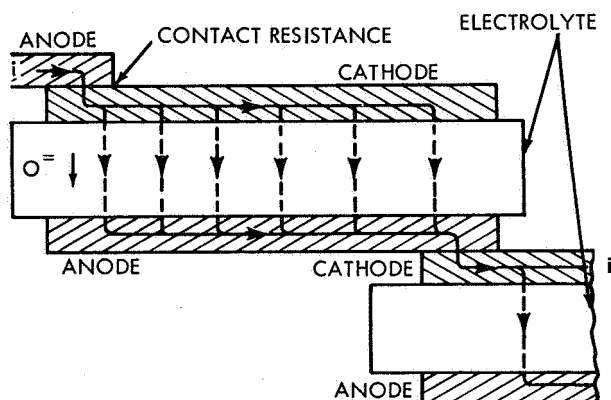 ELECTROLYTE
ANODE
CONTACT RESISTANCE
i
CATHODE
O=
ANODE
CATHODE
i
ANODE